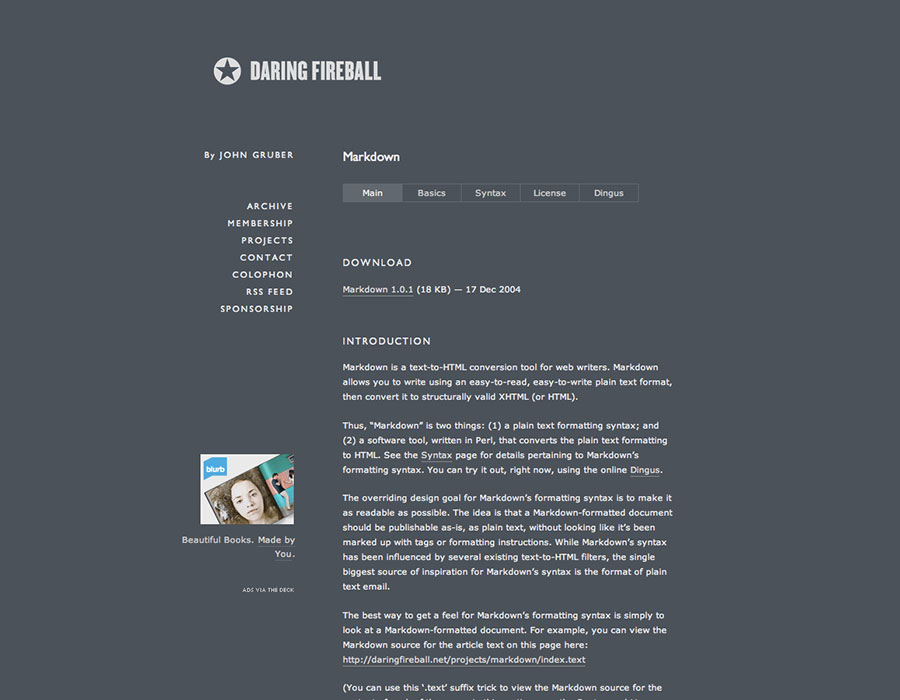 DARING FIREBALL
By JOHN GRUBER
ARCHIVE
MEMBERSHIP
PROJECTS
CONTACT
COLOPHON
RSS FEED
SPONSORSHIP
blurb
Beautiful Books. Made by
You.
ADS VIA THE DECK
Markdown
Main Basics Syntax License Dingus
DOWNLOAD
Markdown 1.0.1 (18 KB) — 17 Dec 2004
INTRODUCTION
Markdown is a text-to-HTML conversion tool for web writers. Markdown
allows you to write using an easy-to-read, easy-to-write plain text format,
then convert it to structurally valid XHTML (or HTML).
Thus, “Markdown” is two things: (1) a plain text formatting syntax; and
(2) a software tool, written in Perl, that converts the plain text formatting
to HTML. See the Syntax page for details pertaining to Markdown’s
formatting syntax. You can try it out, right now, using the online Dingus.
The overriding design goal for Markdown’s formatting syntax is to make it
as readable as possible. The idea is that a Markdown-formatted document
should be publishable as-is, as plain text, without looking like it’s been
marked up with tags or formatting instructions. While Markdown’s syntax
has been influenced by several existing text-to-HTML filters, the single
biggest source of inspiration for Markdown’s syntax is the format of plain
text email.
The best way to get a feel for Markdown’s formatting syntax is simply to
look at a Markdown-formatted document. For example, you can view the
Markdown source for the article text on this page here:
http://daringfireball.net/projects/markdown/index.text
(You can use this ‘.text’ suffix trick to view the Markdown source for the